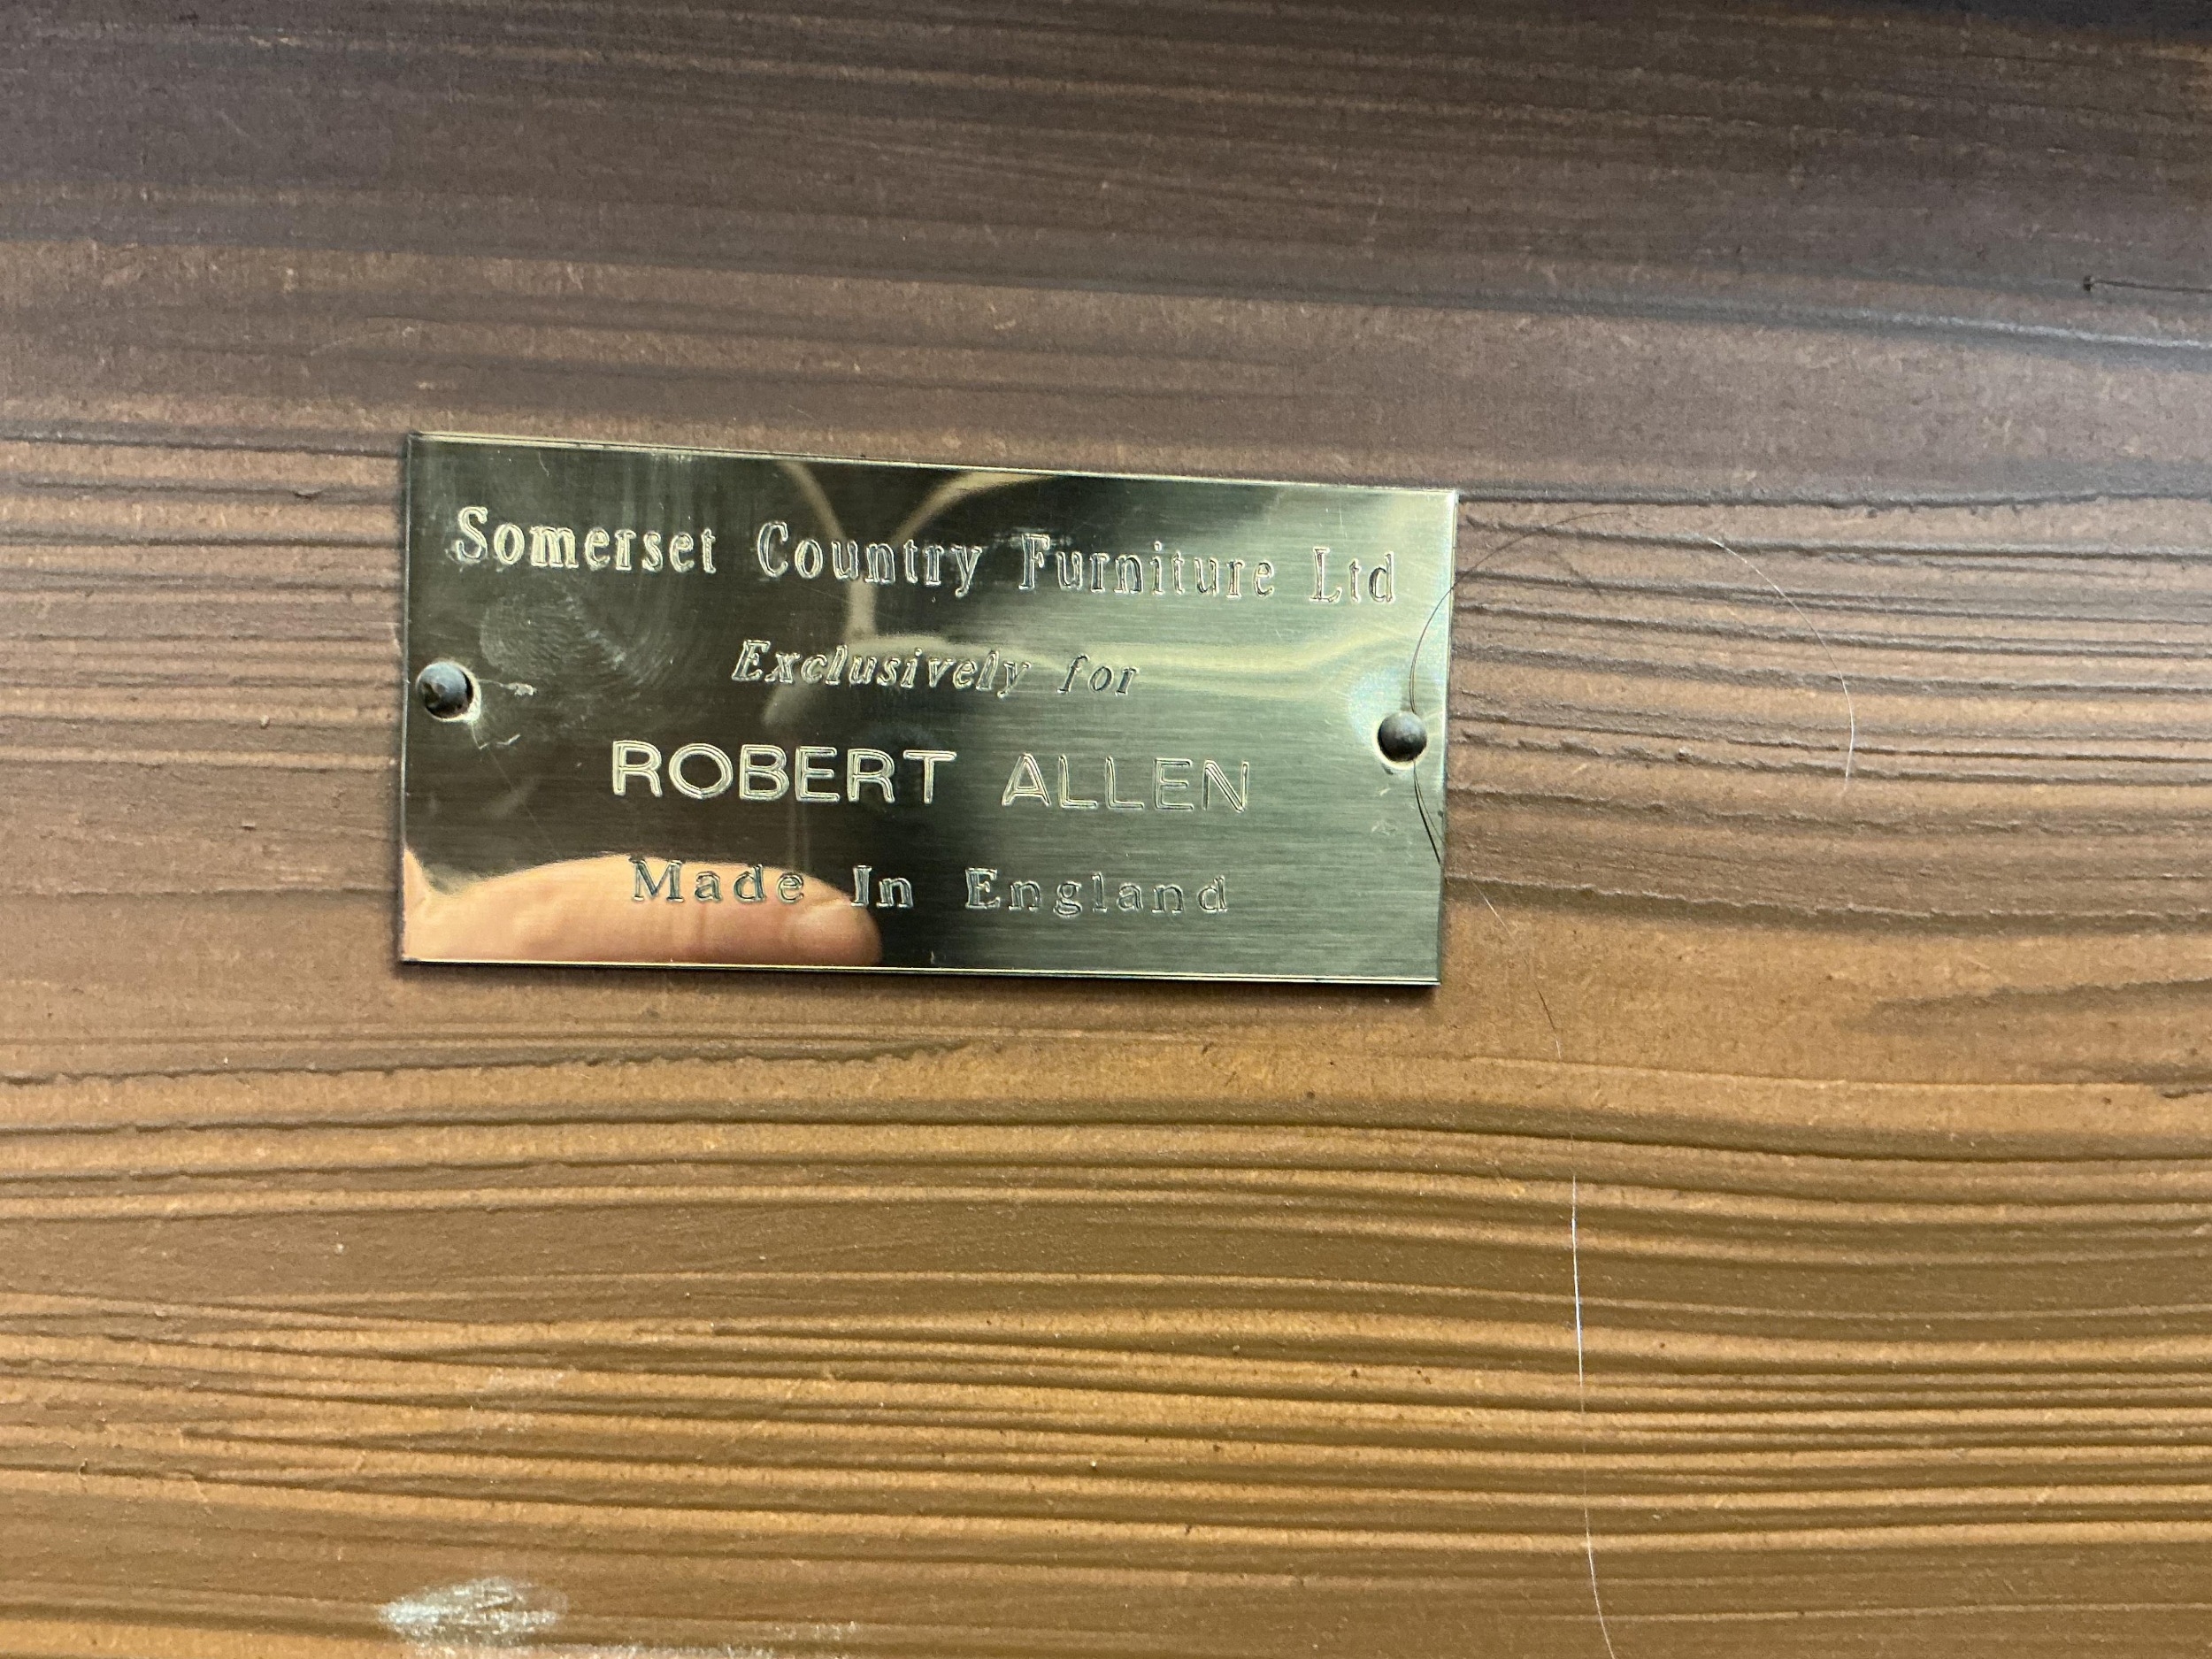 Somerset Country Furniture Ltd
Exclusively for
ROBERT ALLEN
Made In England